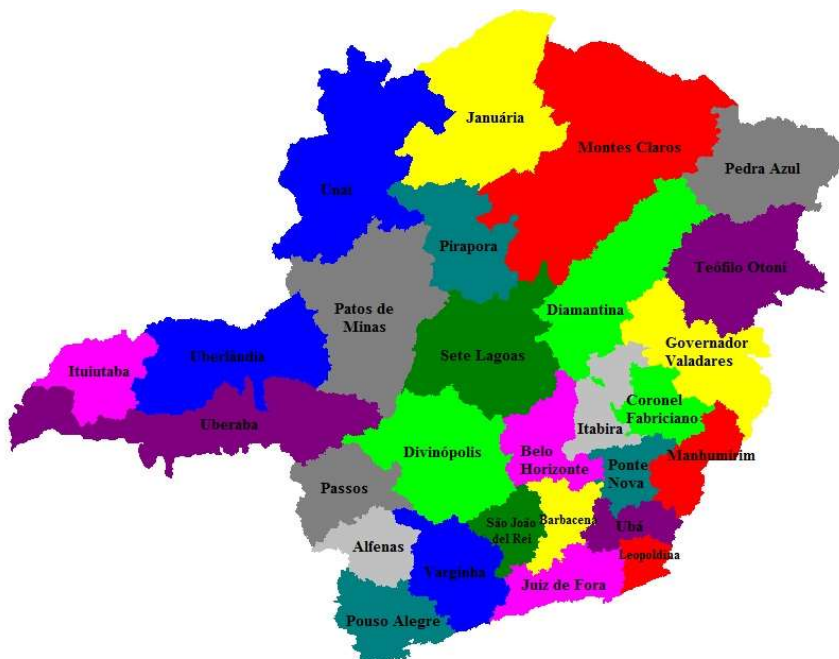 Januária
Montes Claros
Pedra Azul
Unaí
Pirapora
Teófilo Otoni
Patos de
Minas
Diamantina
Governador
Valadares
Uberlândia
Sete Lagoas
Ituiutaba
Coronel
Fabriciano
Uberaba
Itabira
Divinópolis
Belo
Horizonte
Manhumirim
Ponte
Nova
Passos
São João
del Rei
Barbacena
Ubá
Alfenas
Leopoldina
Varginha
Juiz de Fora
Pouso Alegre